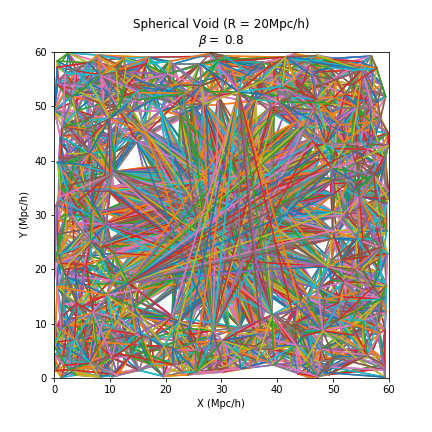 Spherical Void (R = 20Mpc/h)
β = 0.8
60
50
40
30
20
10
0
Y (Mpc/h)
0 10 20 30 40 50 60
X (Mpc/h)